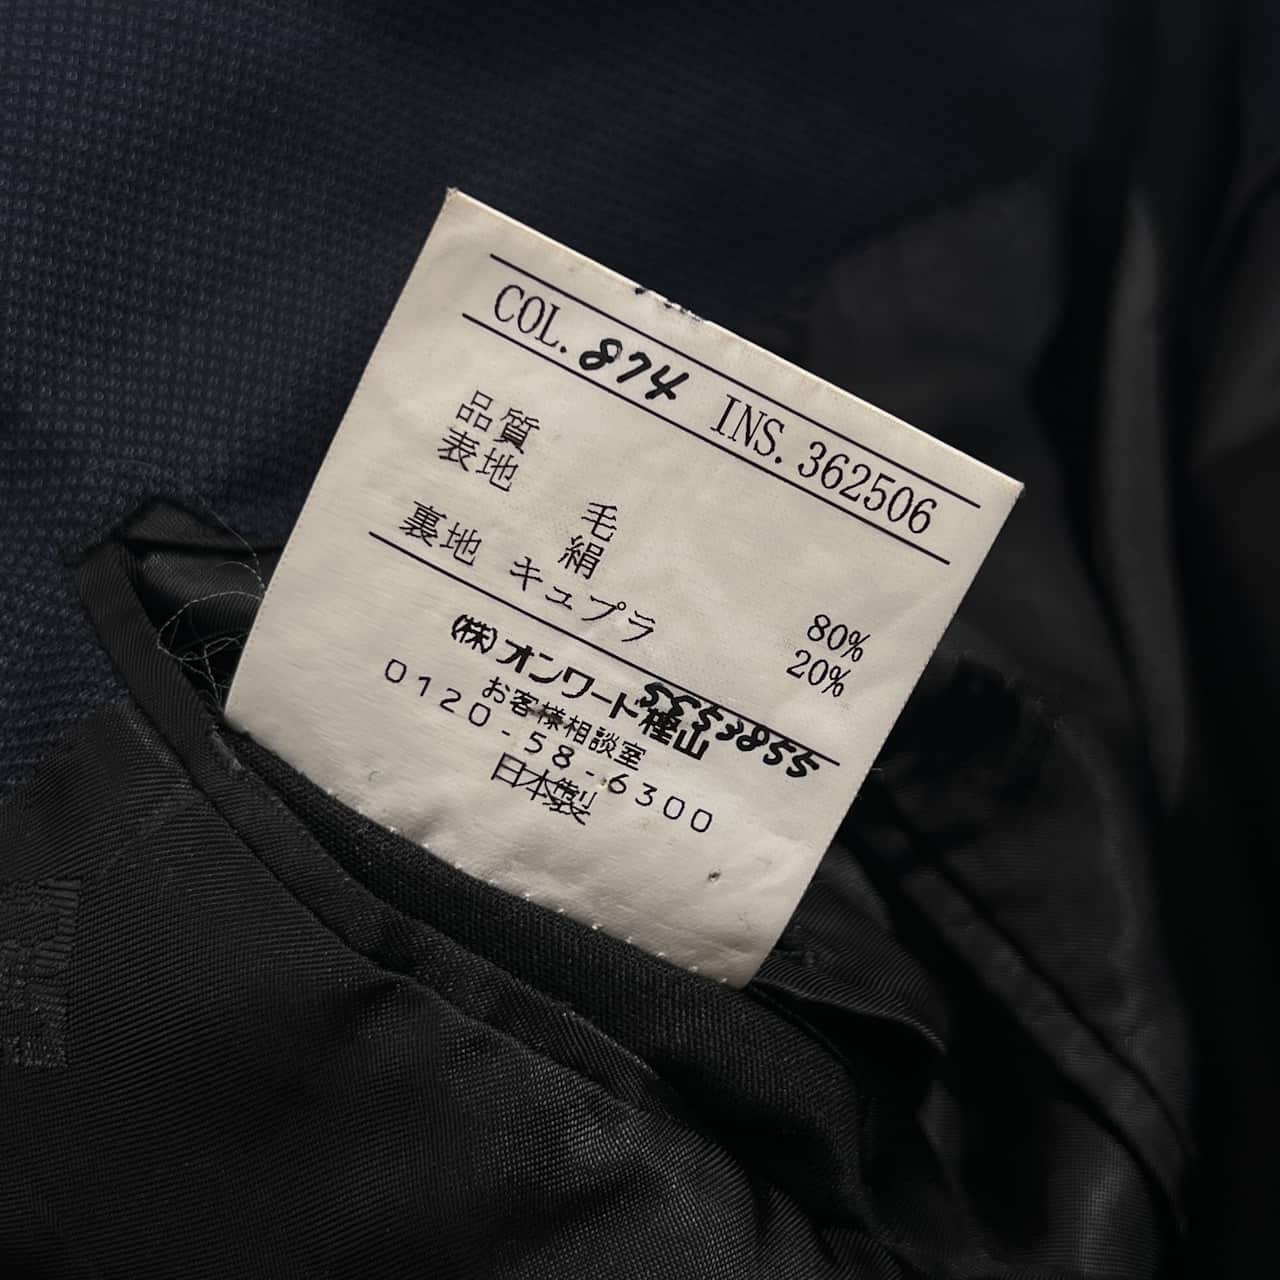 COL. 874 INS. 362506
品質
表地 毛 80%
絹 20%
裏地 キュプラ
(株)オンワード樫山
お客様相談室
0120-58-6300
日本製